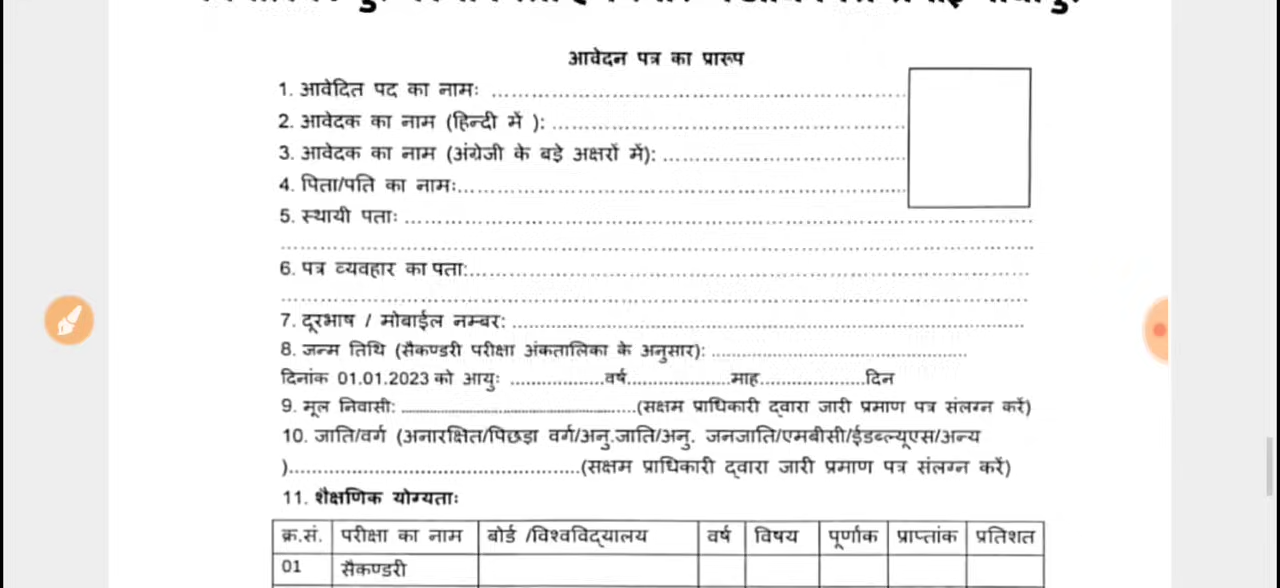 आवेदन पत्र का प्रारूप
1. आवेदित पद का नामः ............................................................
2. आवेदक का नाम (हिन्दी में ): ..................................................
3. आवेदक का नाम (अंग्रेजी के बड़े अक्षरों में): ..................................
4. पिता/पति का नामः................................................................
5. स्थायी पताः ......................................................................................
......................................................................................................
6. पत्र व्यवहार का पताः.............................................................................
......................................................................................................
7. दूरभाष / मोबाईल नम्बरः ........................................................................
8. जन्म तिथि (सैकण्डरी परीक्षा अंकतालिका के अनुसार): .....................................
दिनांक 01.01.2023 को आयुः .................वर्ष...................माह...................दिन
9. मूल निवासी: ..........................................(सक्षम प्राधिकारी द्वारा जारी प्रमाण पत्र संलग्न करें)
10. जाति/वर्ग (अनारक्षित/पिछड़ा वर्ग/अनु.जाति/अनु. जनजाति/एमबीसी/ईडब्ल्यूएस/अन्य
)....................................................(सक्षम प्राधिकारी द्वारा जारी प्रमाण पत्र संलग्न करें)
11. शैक्षणिक योग्यताः
क्र.सं. परीक्षा का नाम बोर्ड /विश्वविद्यालय वर्ष विषय पूर्णाक प्राप्तांक प्रतिशत
01 सैकण्डरी